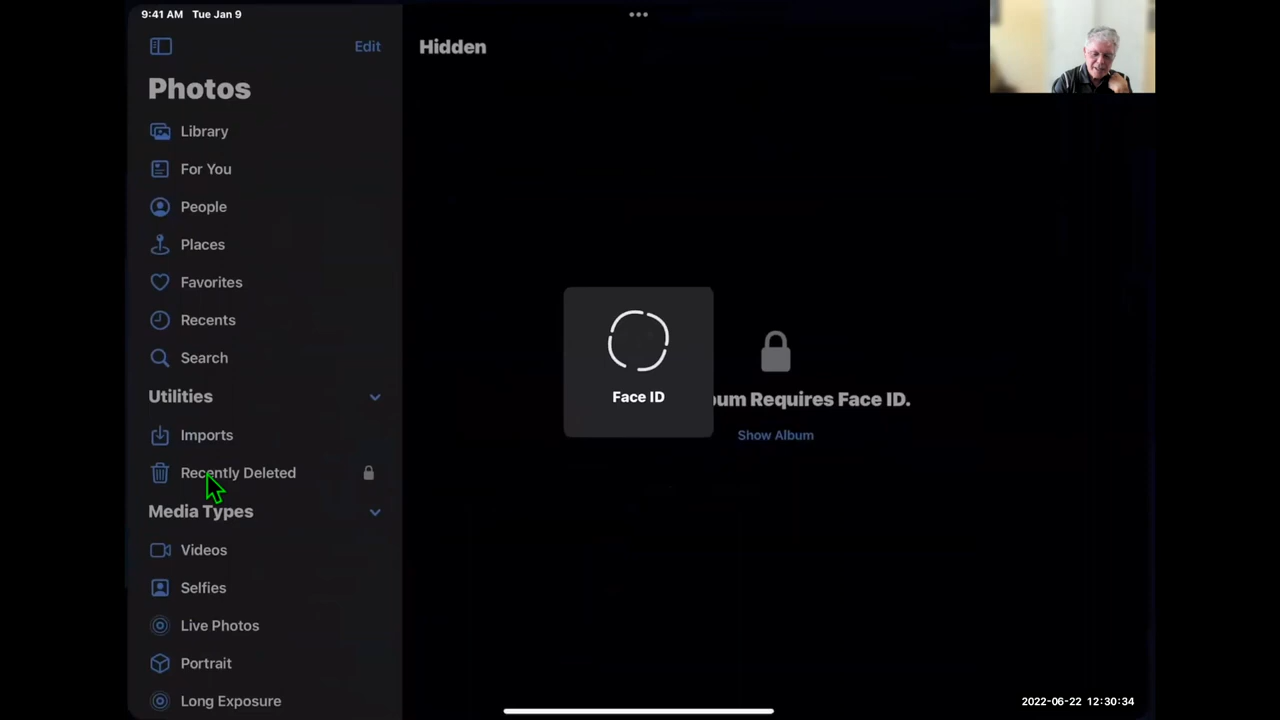 9:41 AM Tue Jan 9
Edit
Hidden
Photos
Library
For You
People
Places
Favorites
Recents
Search
Utilities
Imports
Recently Deleted
Media Types
Videos
Selfies
Live Photos
Portrait
Long Exposure
Face ID
Requires Face ID.
Show Album
2022-06-22 12:30:34